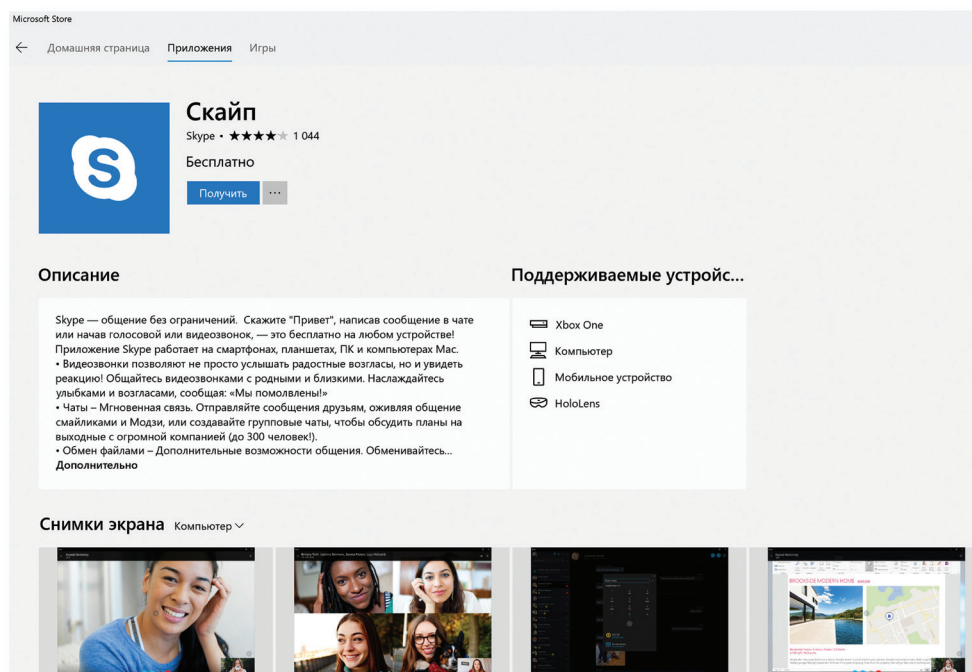 Microsoft Store
Домашняя страница Приложения Игры
Скайп
Skype • ★★★★★ 1 044
Бесплатно
Получить ...
Описание
Поддерживаемые устройс...
Skype — общение без ограничений. Скажите "Привет", написав сообщение в чате
или начав голосовой или видеозвонок, — это бесплатно на любом устройстве!
Приложение Skype работает на смартфонах, планшетах, ПК и компьютерах Mac.
• Видеозвонки позволяют не просто услышать радостные возгласы, но и увидеть
реакцию! Общайтесь видеозвонками с родными и близкими. Наслаждайтесь
улыбками и возгласами, сообщая: «Мы помолвлены!»
• Чаты – Мгновенная связь. Отправляйте сообщения друзьям, оживляя общение
смайликами и Модзи, или создавайте групповые чаты, чтобы обсудить планы на
выходные с огромной компанией (до 300 человек!).
• Обмен файлами – Дополнительные возможности общения. Обменивайтесь...
Дополнительно
Xbox One
Компьютер
Мобильное устройство
HoloLens
Снимки экрана Компьютер
BROOKSIDE MODERN HOME